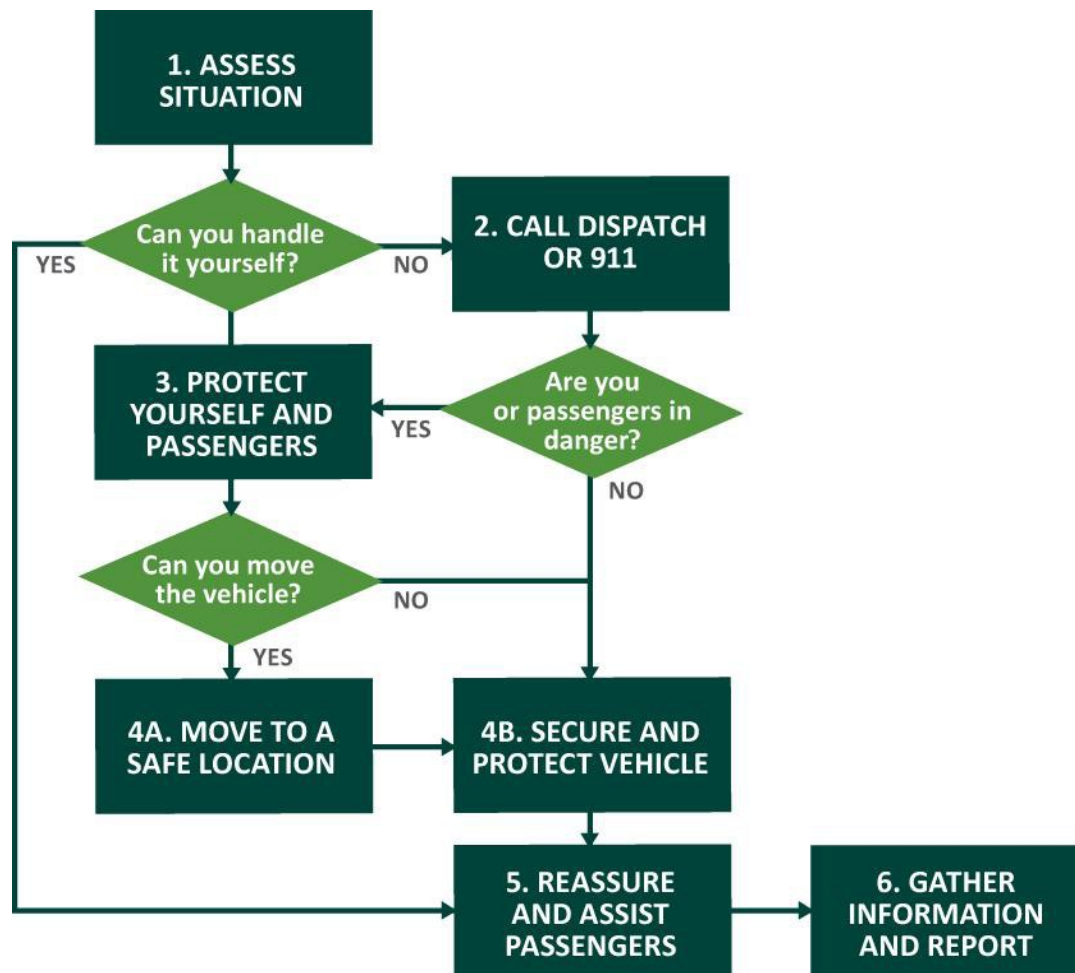 1. ASSESS
SITUATION
Can you handle
it yourself?
YES
NO
2. CALL DISPATCH
OR 911
Are you
or passengers in
danger?
YES
NO
3. PROTECT
YOURSELF AND
PASSENGERS
Can you move
the vehicle?
NO
YES
4A. MOVE TO A
SAFE LOCATION
4B. SECURE AND
PROTECT VEHICLE
5. REASSURE
AND ASSIST
PASSENGERS
6. GATHER
INFORMATION
AND REPORT